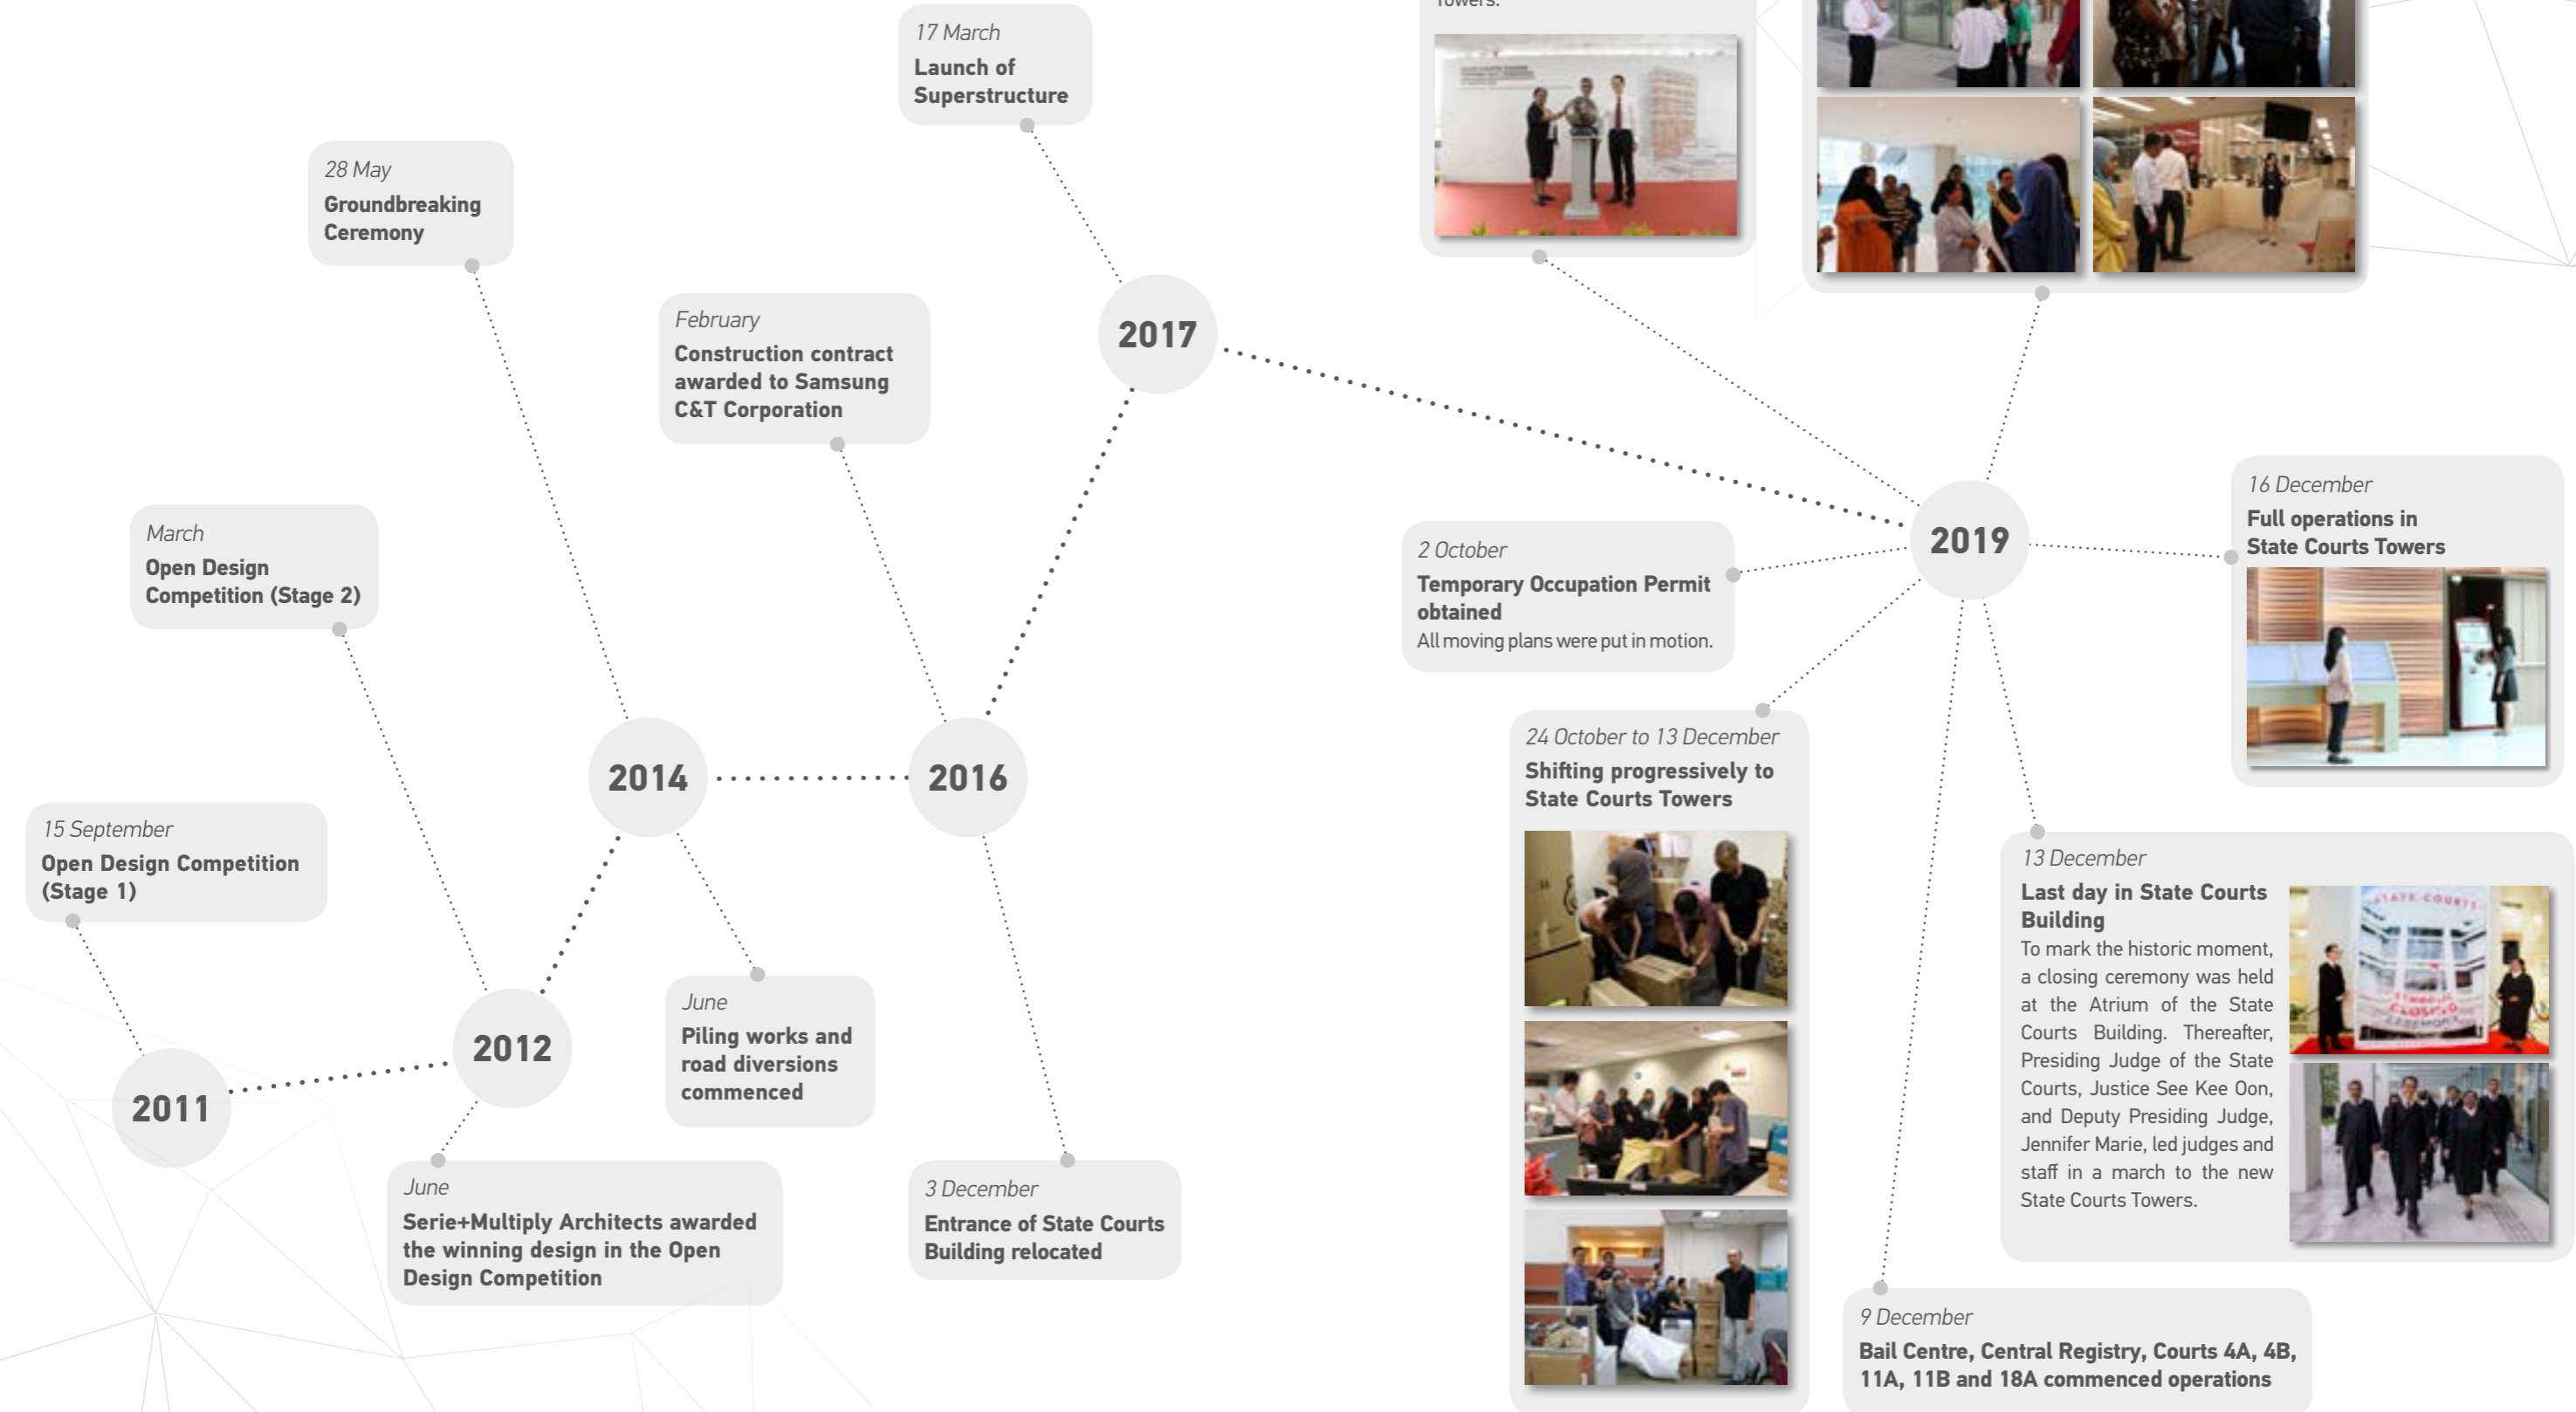 15 September
Open Design Competition
(Stage 1)
2011
March
Open Design
Competition (Stage 2)
2012
June
Serie+Multiply Architects awarded
the winning design in the Open
Design Competition
28 May
Groundbreaking
Ceremony
2014
June
Piling works and
road diversions
commenced
February
Construction contract
awarded to Samsung
C&T Corporation
2016
3 December
Entrance of State Courts
Building relocated
17 March
Launch of
Superstructure
2017
Towers.
2019
2 October
Temporary Occupation Permit
obtained
All moving plans were put in motion.
24 October to 13 December
Shifting progressively to
State Courts Towers
9 December
Bail Centre, Central Registry, Courts 4A, 4B,
11A, 11B and 18A commenced operations
13 December
Last day in State Courts
Building
To mark the historic moment,
a closing ceremony was held
at the Atrium of the State
Courts Building. Thereafter,
Presiding Judge of the State
Courts, Justice See Kee Oon,
and Deputy Presiding Judge,
Jennifer Marie, led judges and
staff in a march to the new
State Courts Towers.
STATE COURTS
SYMBOLIC
CLOSING
CEREMONY
16 December
Full operations in
State Courts Towers